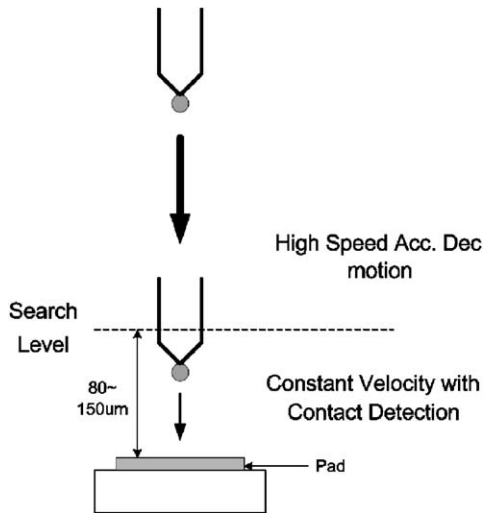 High Speed Acc. Dec
motion
Search
Level
80~
150um
Constant Velocity with
Contact Detection
Pad